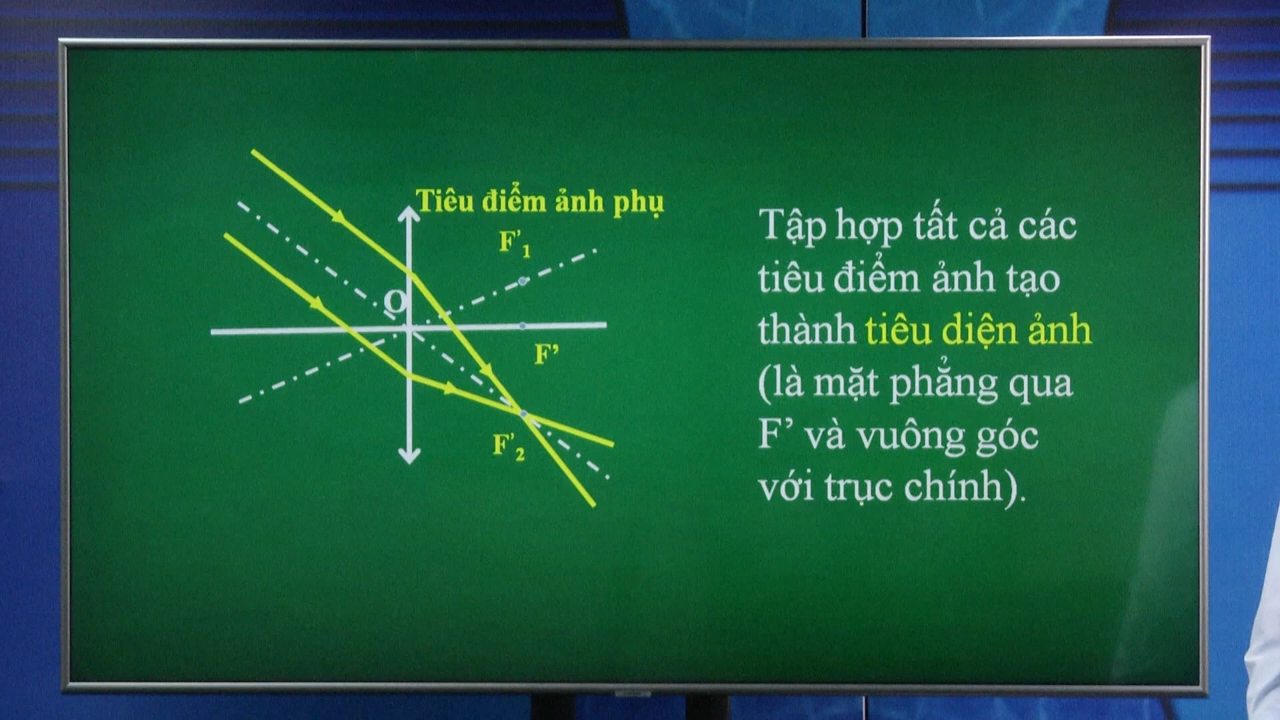 Tiêu điểm ảnh phụ
F'1
O
F'
F'2
Tập hợp tất cả các
tiêu điểm ảnh tạo
thành tiêu diện ảnh
(là mặt phẳng qua
F' và vuông góc
với trục chính).